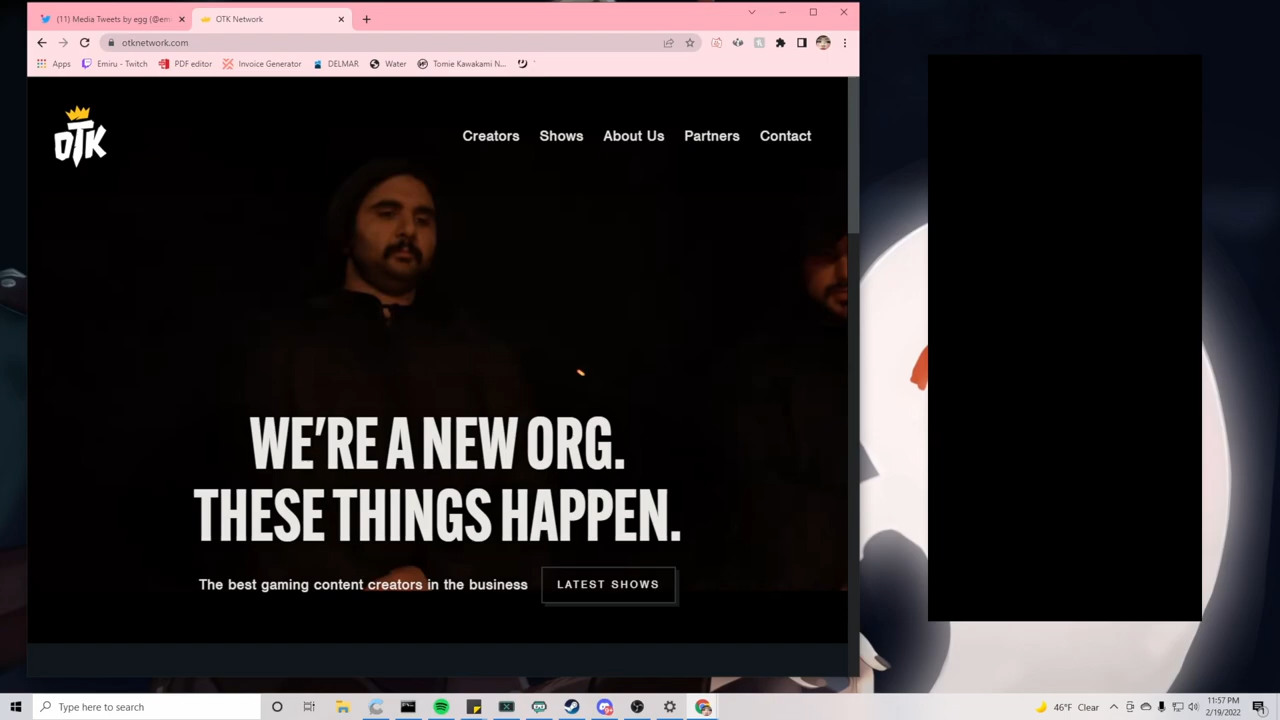 (11) Media Tweets by egg (@em
OTK Network
otknetwork.com
Apps
Emiru - Twitch
PDF editor
Invoice Generator
DELMAR
Water
Tomie Kawakami N...
OTK
Creators
Shows
About Us
Partners
Contact
WE'RE A NEW ORG.
THESE THINGS HAPPEN.
The best gaming content creators in the business
LATEST SHOWS
Type here to search
46°F Clear
11:57 PM
2/19/2022